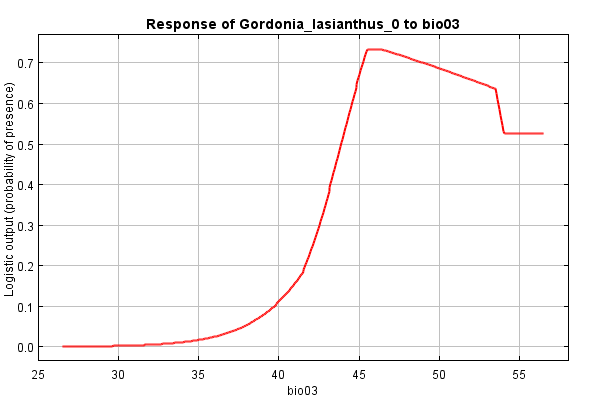 Response of Gordonia_lasianthus_0 to bio03
Logistic output (probability of presence)
0.7
0.6
0.5
0.4
0.3
0.2
0.1
0.0
25 30 35 40 45 50 55
bio03